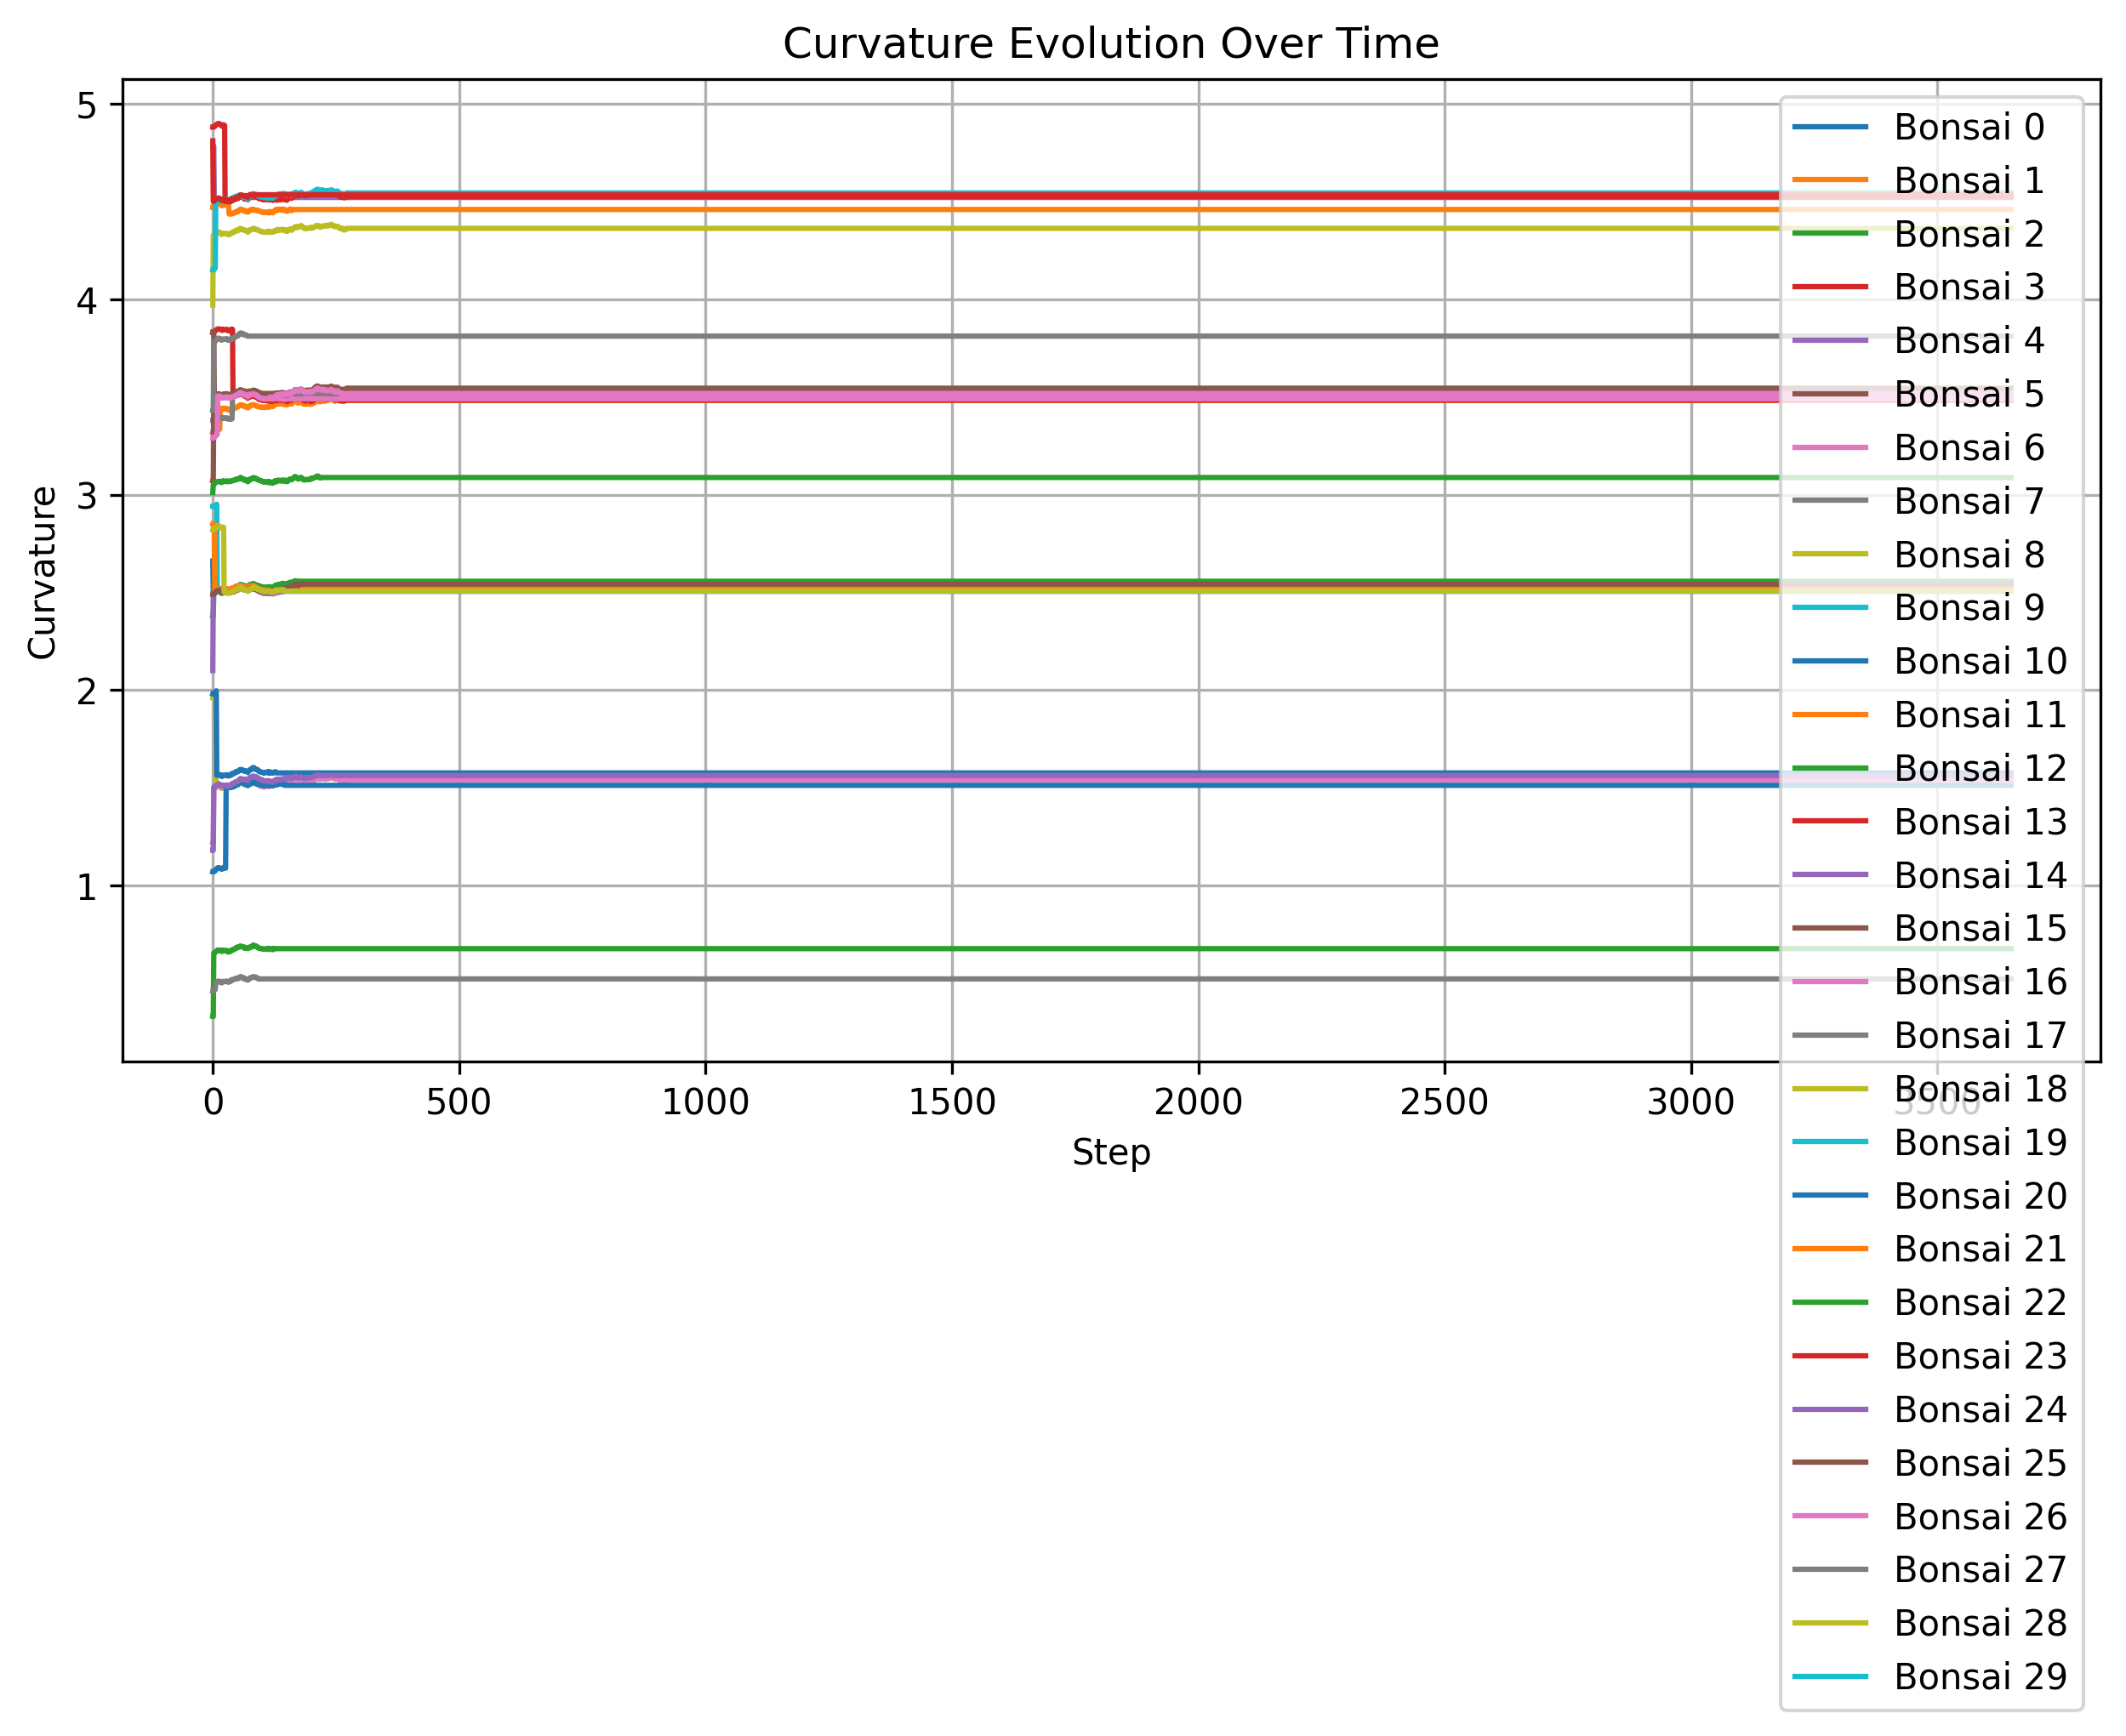 Curvature Evolution Over Time
Curvature
5
4
3
2
1
0
500
1000
1500
2000
2500
3000
3500
Step
Bonsai 0
Bonsai 1
Bonsai 2
Bonsai 3
Bonsai 4
Bonsai 5
Bonsai 6
Bonsai 7
Bonsai 8
Bonsai 9
Bonsai 10
Bonsai 11
Bonsai 12
Bonsai 13
Bonsai 14
Bonsai 15
Bonsai 16
Bonsai 17
Bonsai 18
Bonsai 19
Bonsai 20
Bonsai 21
Bonsai 22
Bonsai 23
Bonsai 24
Bonsai 25
Bonsai 26
Bonsai 27
Bonsai 28
Bonsai 29